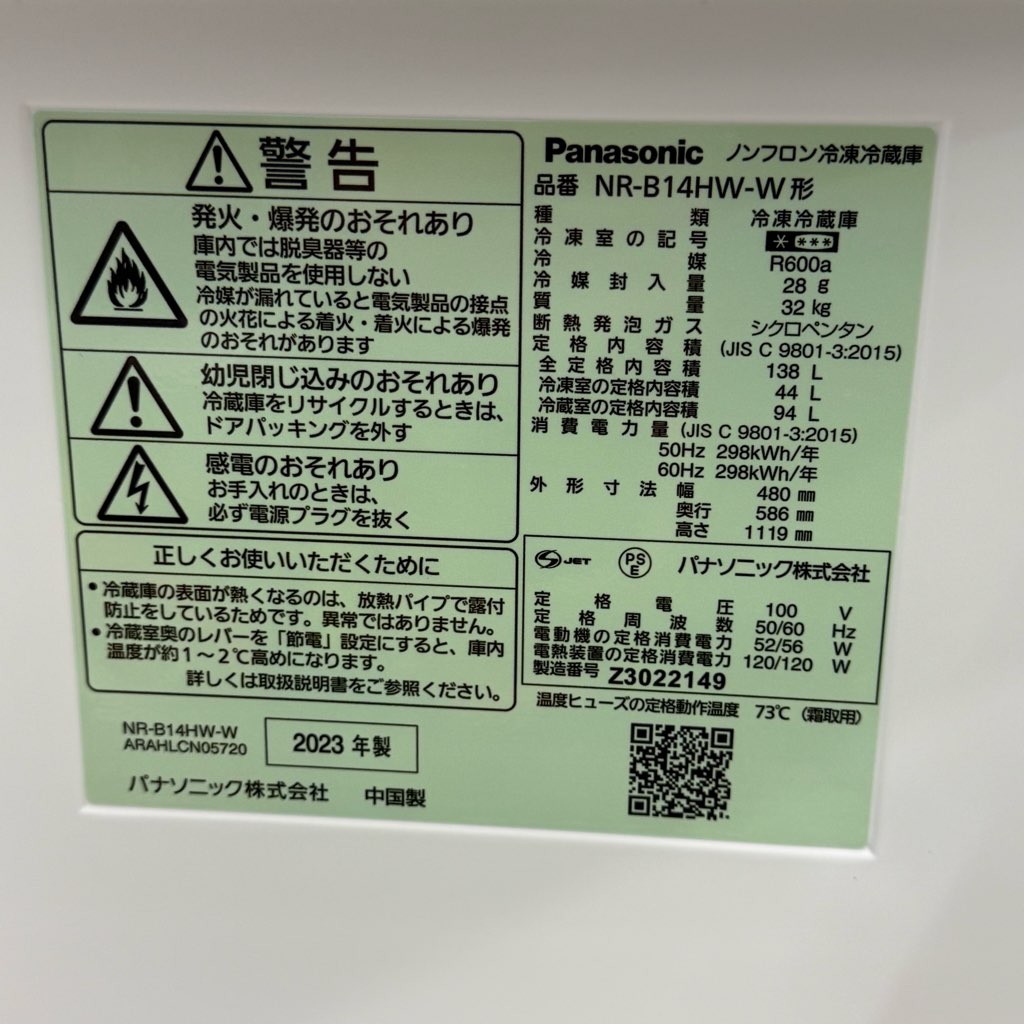 警告
発火・爆発のおそれあり
庫内では脱臭器等の
電気製品を使用しない
冷媒が漏れていると電気製品の接点
の火花による着火・着火による爆発
のおそれがあります
幼児閉じ込みのおそれあり
冷蔵庫をリサイクルするときは、
ドアパッキングを外す
感電のおそれあり
お手入れのときは、
必ず電源プラグを抜く
正しくお使いいただくために
・冷蔵庫の表面が熱くなるのは、放熱パイプで露付
防止をしているためです。異常ではありません。
・冷蔵室奥のレバーを「節電」設定にすると、庫内
温度が約1〜2℃高めになります。
詳しくは取扱説明書をご参照ください。
NR-B14HW-W
ARAHLCN05720
2023 年製
パナソニック株式会社 中国製
Panasonic ノンフロン冷凍冷蔵庫
品番 NR-B14HW-W 形
種類 冷凍冷蔵庫
冷凍室の記号 * ***
冷媒 R600a
冷媒封入量 28 g
質量 32 kg
断熱発泡ガス シクロペンタン
定格内容積 (JIS C 9801-3:2015)
全定格内容積 138 L
冷凍室の定格内容積 44 L
冷蔵室の定格内容積 94 L
消費電力量 (JIS C 9801-3:2015)
50Hz 298kWh/年
60Hz 298kWh/年
外形寸法 幅 480 mm
奥行 586 mm
高さ 1119 mm
JET PSE パナソニック株式会社
定格電圧 100 V
定格周波数 50/60 Hz
電動機の定格消費電力 52/56 W
電熱装置の定格消費電力 120/120 W
製造番号 Z3022149
温度ヒューズの定格動作温度 73℃ (霜取用)